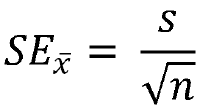 SE_x̄ = s / √n